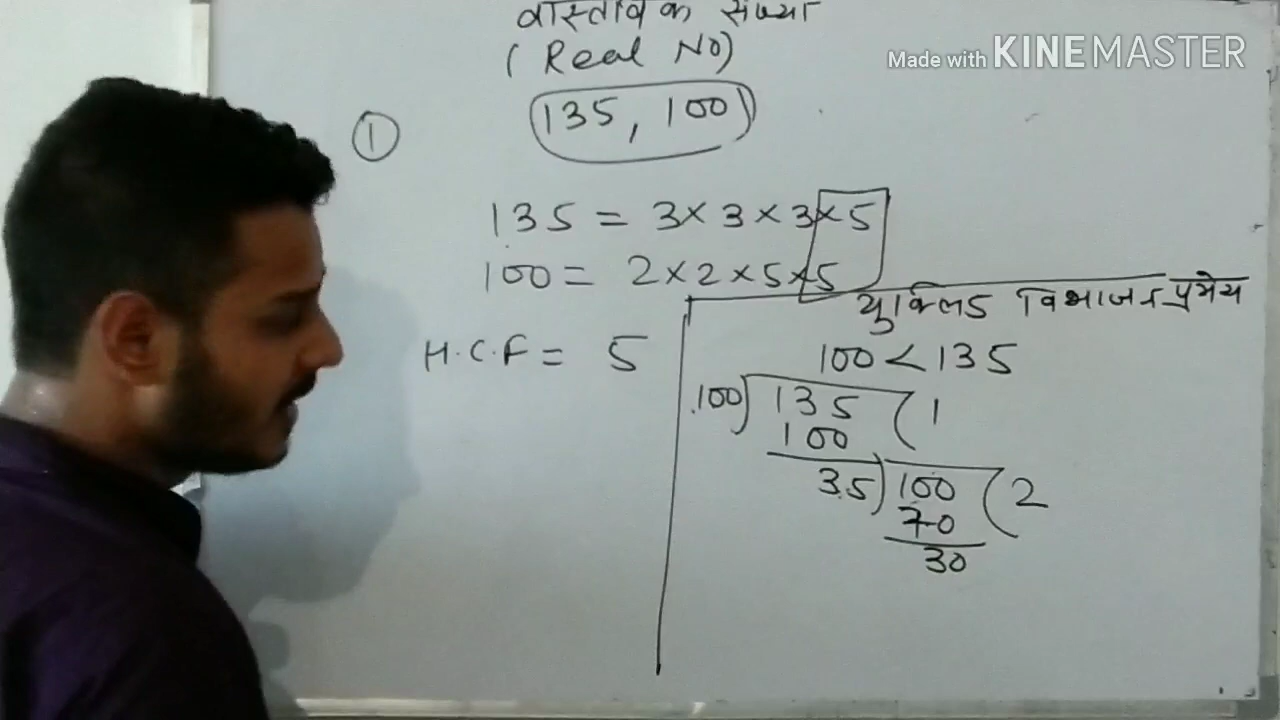 वास्तविक संख्या
(Real No)
Made with KINEMASTER
① 135, 100
135 = 3 × 3 × 3 × 5
100 = 2 × 2 × 5 × 5
H.C.F = 5
युक्लिड विभाजन प्रमेय
100 < 135
100) 135 ( 1
100
35) 100 ( 2
70
30